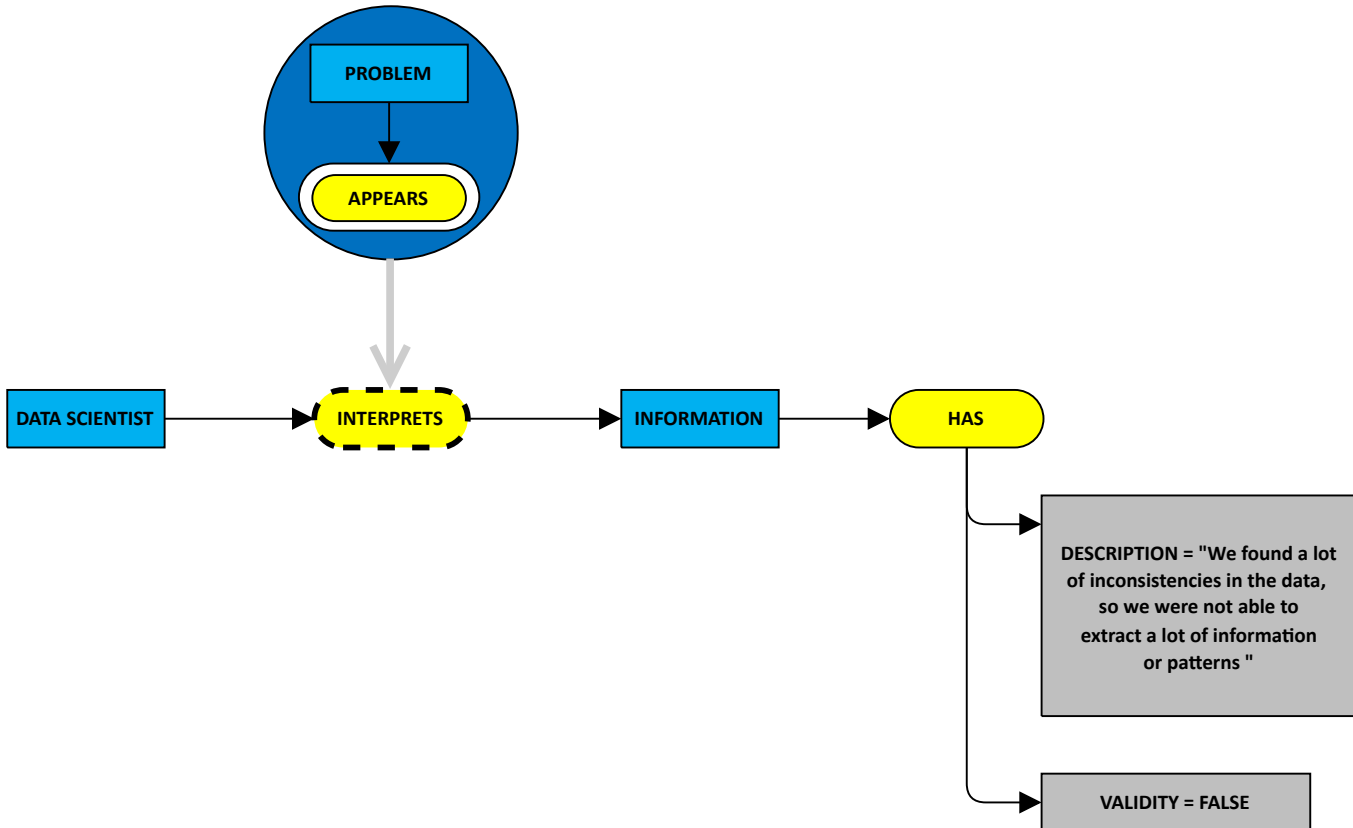 PROBLEM
APPEARS
DATA SCIENTIST
INTERPRETS
INFORMATION
HAS
DESCRIPTION = "We found a lot
of inconsistencies in the data,
so we were not able to
extract a lot of information
or patterns "
VALIDITY = FALSE